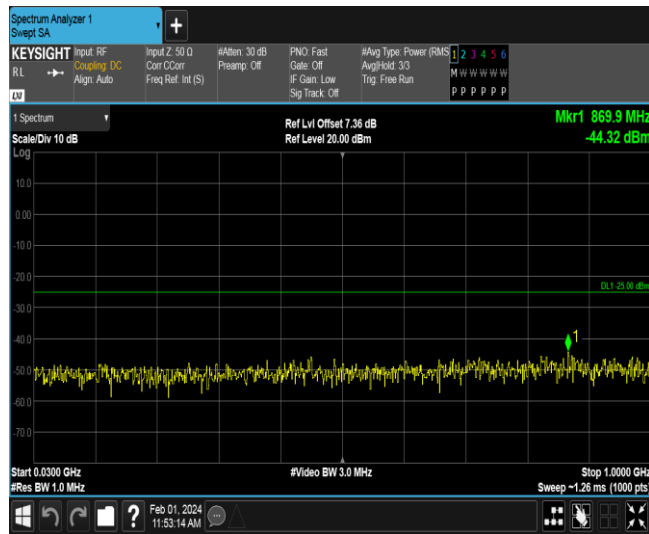 Spectrum Analyzer 1
Swept SA
+
KEYSIGHT
RL
LXI
Input: RF
Coupling: DC
Align: Auto
Input Z: 50 Ω
Corr CCorr
Freq Ref: Int (S)
#Atten: 30 dB
Preamp: Off
PNO: Fast
Gate: Off
IF Gain: Low
Sig Track: Off
#Avg Type: Power (RMS
Avg|Hold: 3/3
Trig: Free Run
1 2 3 4 5 6
M W W W W W
P P P P P P
1 Spectrum
Scale/Div 10 dB
Log
Ref Lvl Offset 7.36 dB
Ref Level 20.00 dBm
Mkr1 869.9 MHz
-44.32 dBm
10.0
0.00
-10.0
-20.0
DL1 -25.00 dBm
-30.0
-40.0
1
-50.0
-60.0
-70.0
Start 0.0300 GHz
#Res BW 1.0 MHz
#Video BW 3.0 MHz
Stop 1.0000 GHz
Sweep ~1.26 ms (1000 pts)
?
Feb 01, 2024
11:53:14 AM